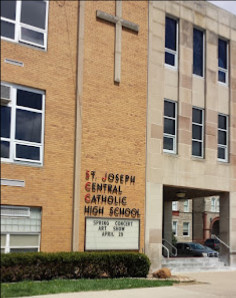 ST. JOSEPH
CENTRAL
CATHOLIC
HIGH SCHOOL
SPRING CONCERT
ART SHOW
APRIL 28